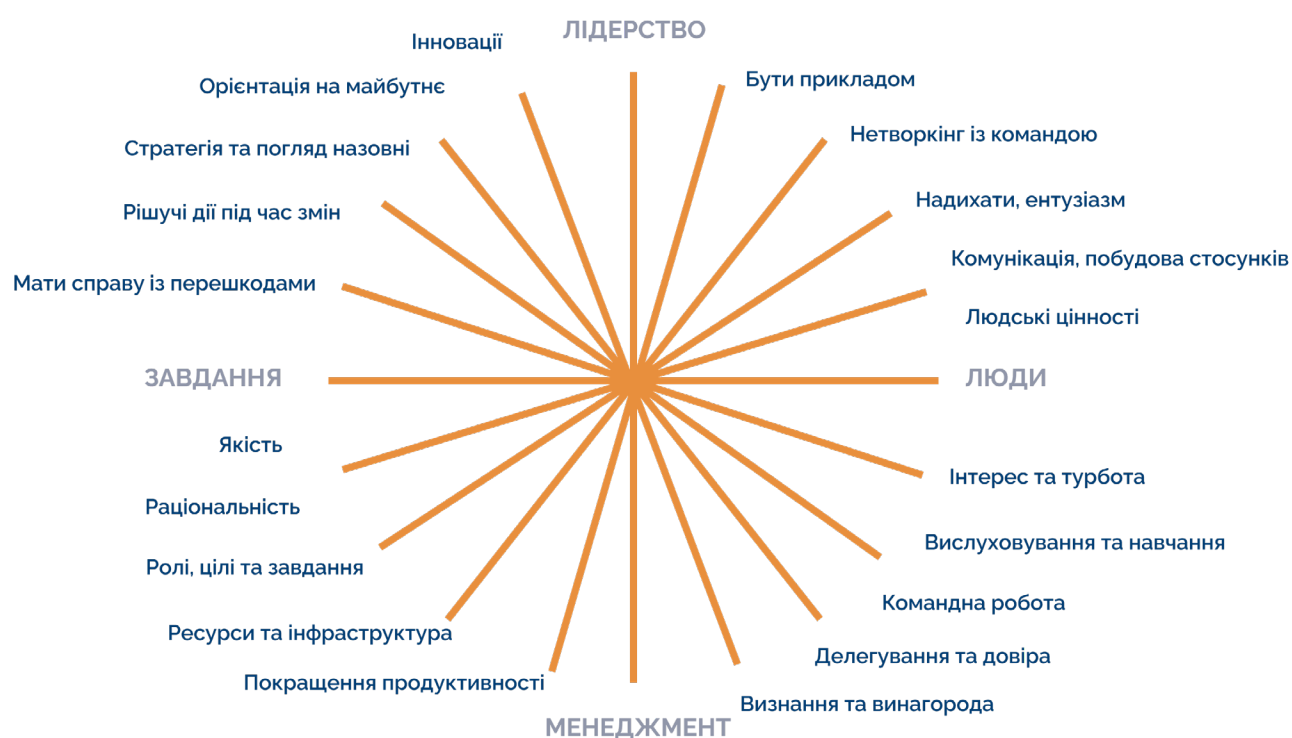 ЛІДЕРСТВО
Інновації
Бути прикладом
Орієнтація на майбутнє
Нетворкінг із командою
Стратегія та погляд назовні
Надихати, ентузіазм
Рішучі дії під час змін
Комунікація, побудова стосунків
Мати справу із перешкодами
Людські цінності
ЗАВДАННЯ
ЛЮДИ
Якість
Інтерес та турбота
Раціональність
Вислуховування та навчання
Ролі, цілі та завдання
Командна робота
Ресурси та інфраструктура
Делегування та довіра
Покращення продуктивності
Визнання та винагорода
МЕНЕДЖМЕНТ